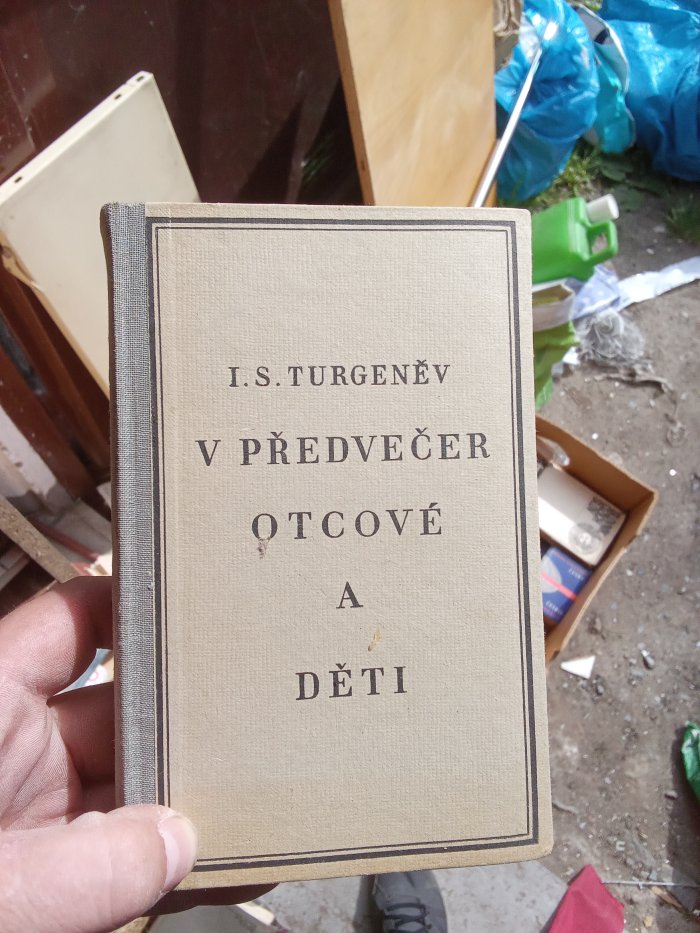 I. S. TURGENĚV
V PŘEDVEČER
OTCOVÉ
A
DĚTI